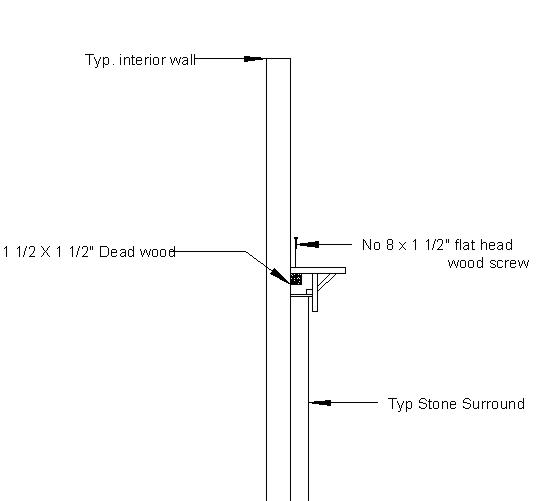 Typ. interior wall
No 8 x 1 1/2" flat head
wood screw
1 1/2 X 1 1/2" Dead wood
Typ Stone Surround